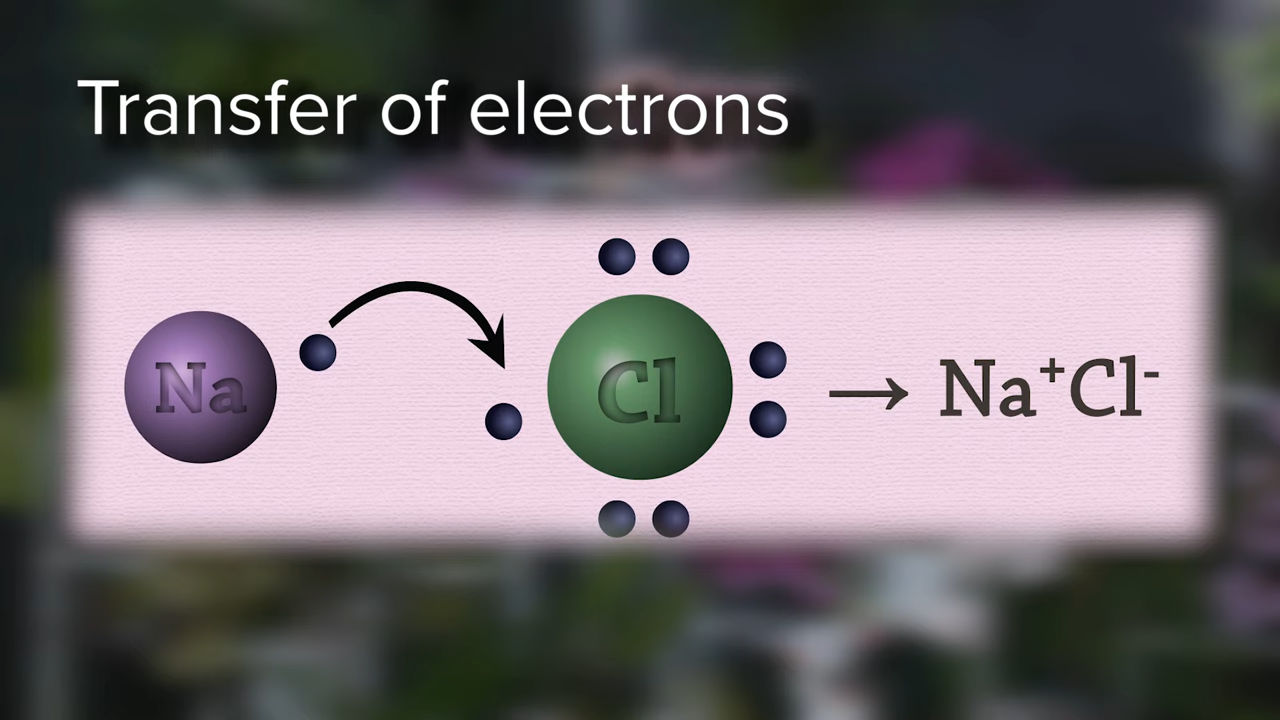 Transfer of electrons
Na Cl → Na⁺Cl⁻